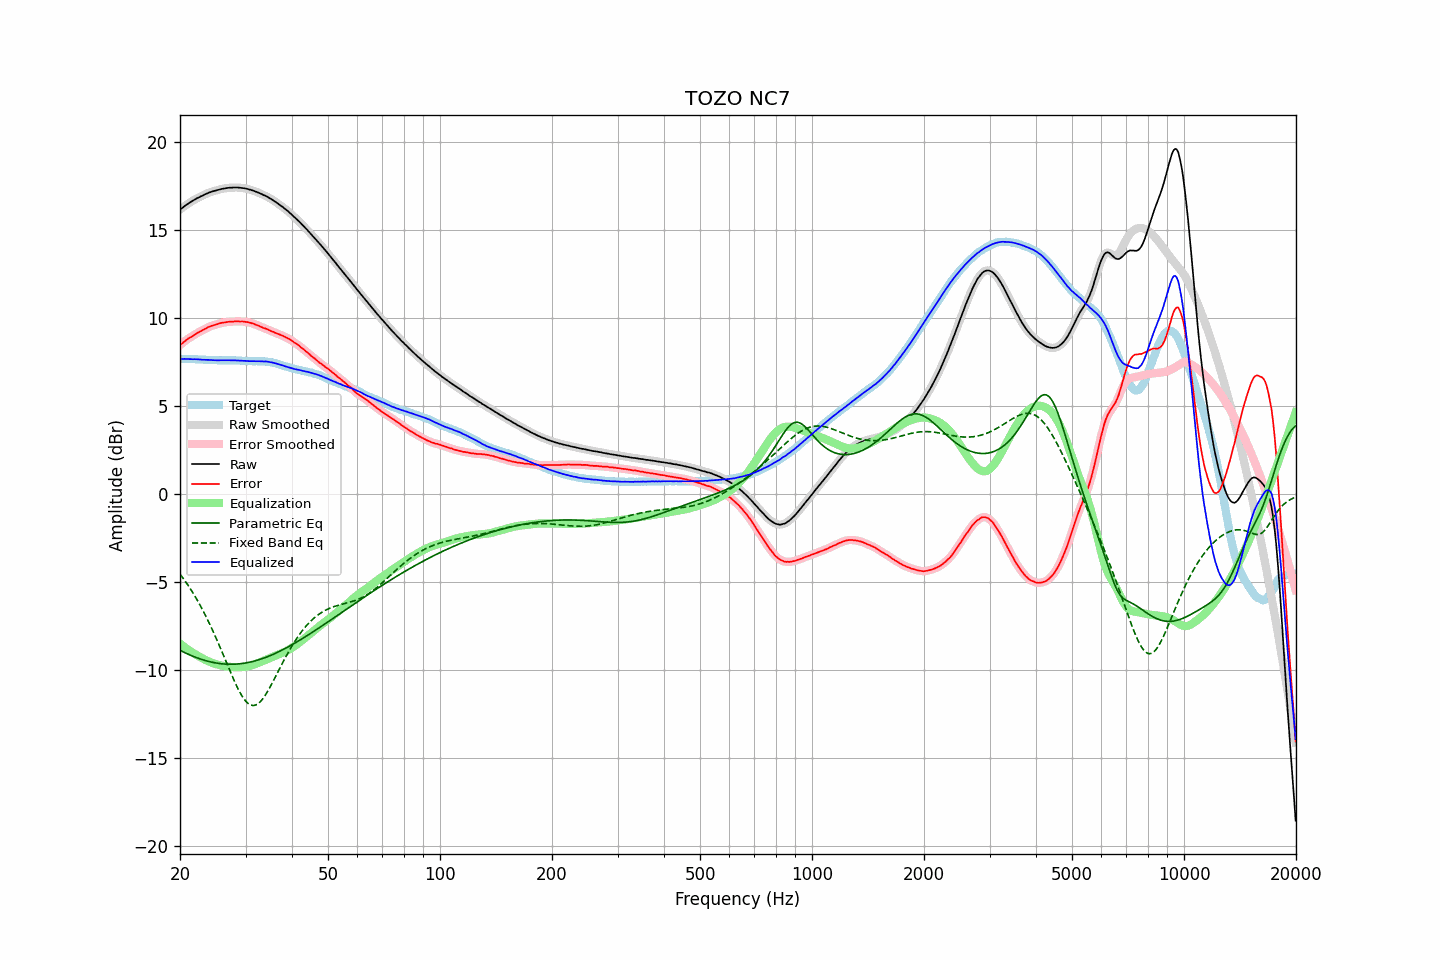 TOZO NC7
Amplitude (dBr)
20
15
10
5
0
−5
−10
−15
−20
Target
Raw Smoothed
Error Smoothed
Raw
Error
Equalization
Parametric Eq
Fixed Band Eq
Equalized
20 50 100 200 500 1000 2000 5000 10000 20000
Frequency (Hz)